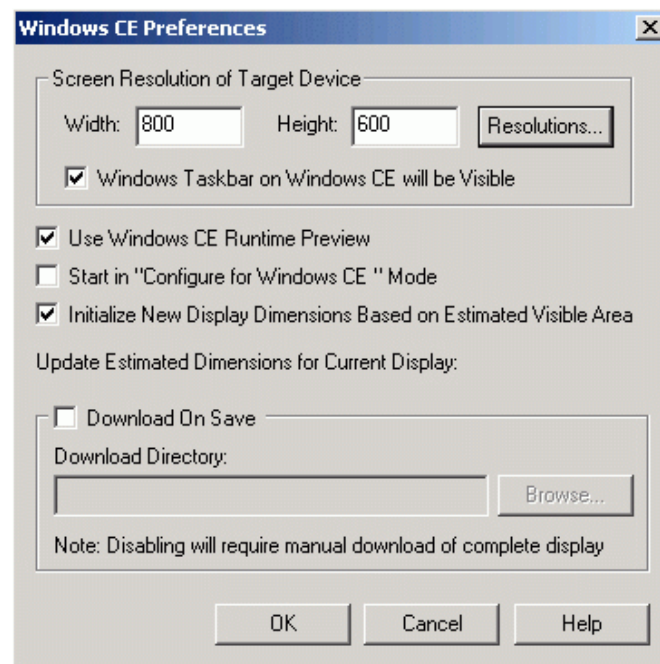 Windows CE Preferences
Screen Resolution of Target Device
Width: 800 Height: 600 Resolutions...
Windows Taskbar on Windows CE will be Visible
Use Windows CE Runtime Preview
Start in "Configure for Windows CE " Mode
Initialize New Display Dimensions Based on Estimated Visible Area
Update Estimated Dimensions for Current Display:
Download On Save
Download Directory:
Browse...
Note: Disabling will require manual download of complete display
OK Cancel Help